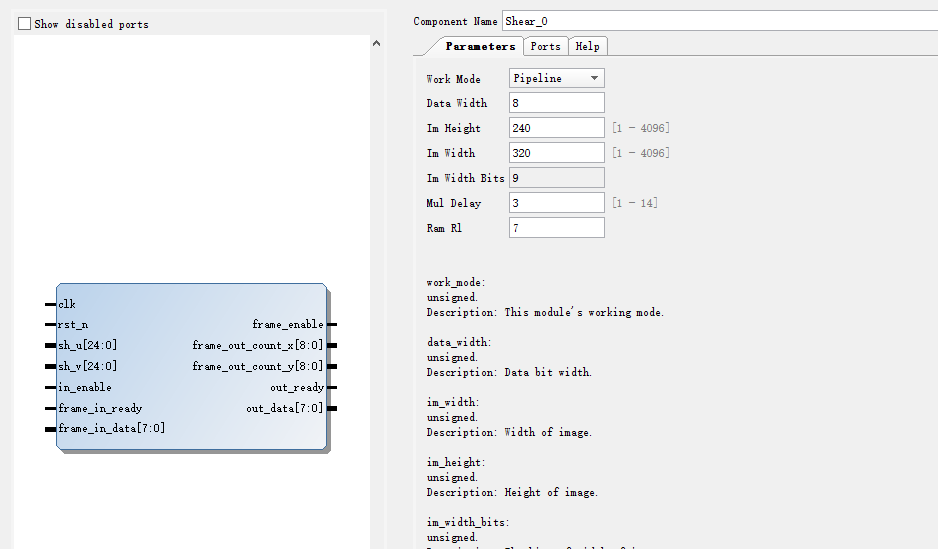 Show disabled ports
clk
rst_n
sh_u[24:0]
sh_v[24:0]
in_enable
frame_in_ready
frame_in_data[7:0]
frame_enable
frame_out_count_x[8:0]
frame_out_count_y[8:0]
out_ready
out_data[7:0]
Component Name Shear_0
Parameters Ports Help
Work Mode Pipeline
Data Width 8
Im Height 240 [1 - 4096]
Im Width 320 [1 - 4096]
Im Width Bits 9
Mul Delay 3 [1 - 14]
Ram Rl 7
work_mode:
unsigned.
Description: This module's working mode.
data_width:
unsigned.
Description: Data bit width.
im_width:
unsigned.
Description: Width of image.
im_height:
unsigned.
Description: Height of image.
im_width_bits:
unsigned.